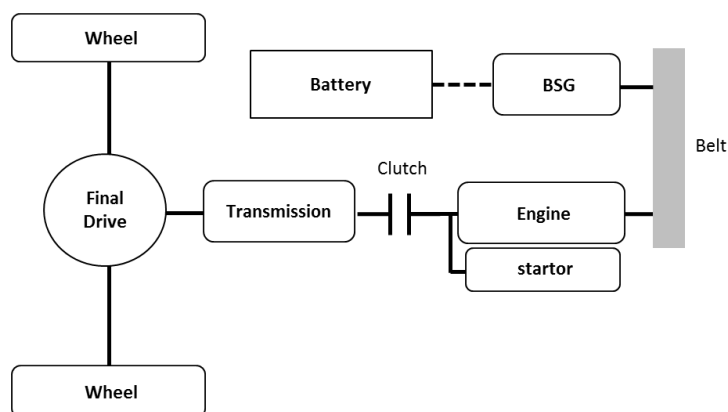 Wheel
Battery
BSG
Belt
Clutch
Final
Drive
Transmission
Engine
startor
Wheel